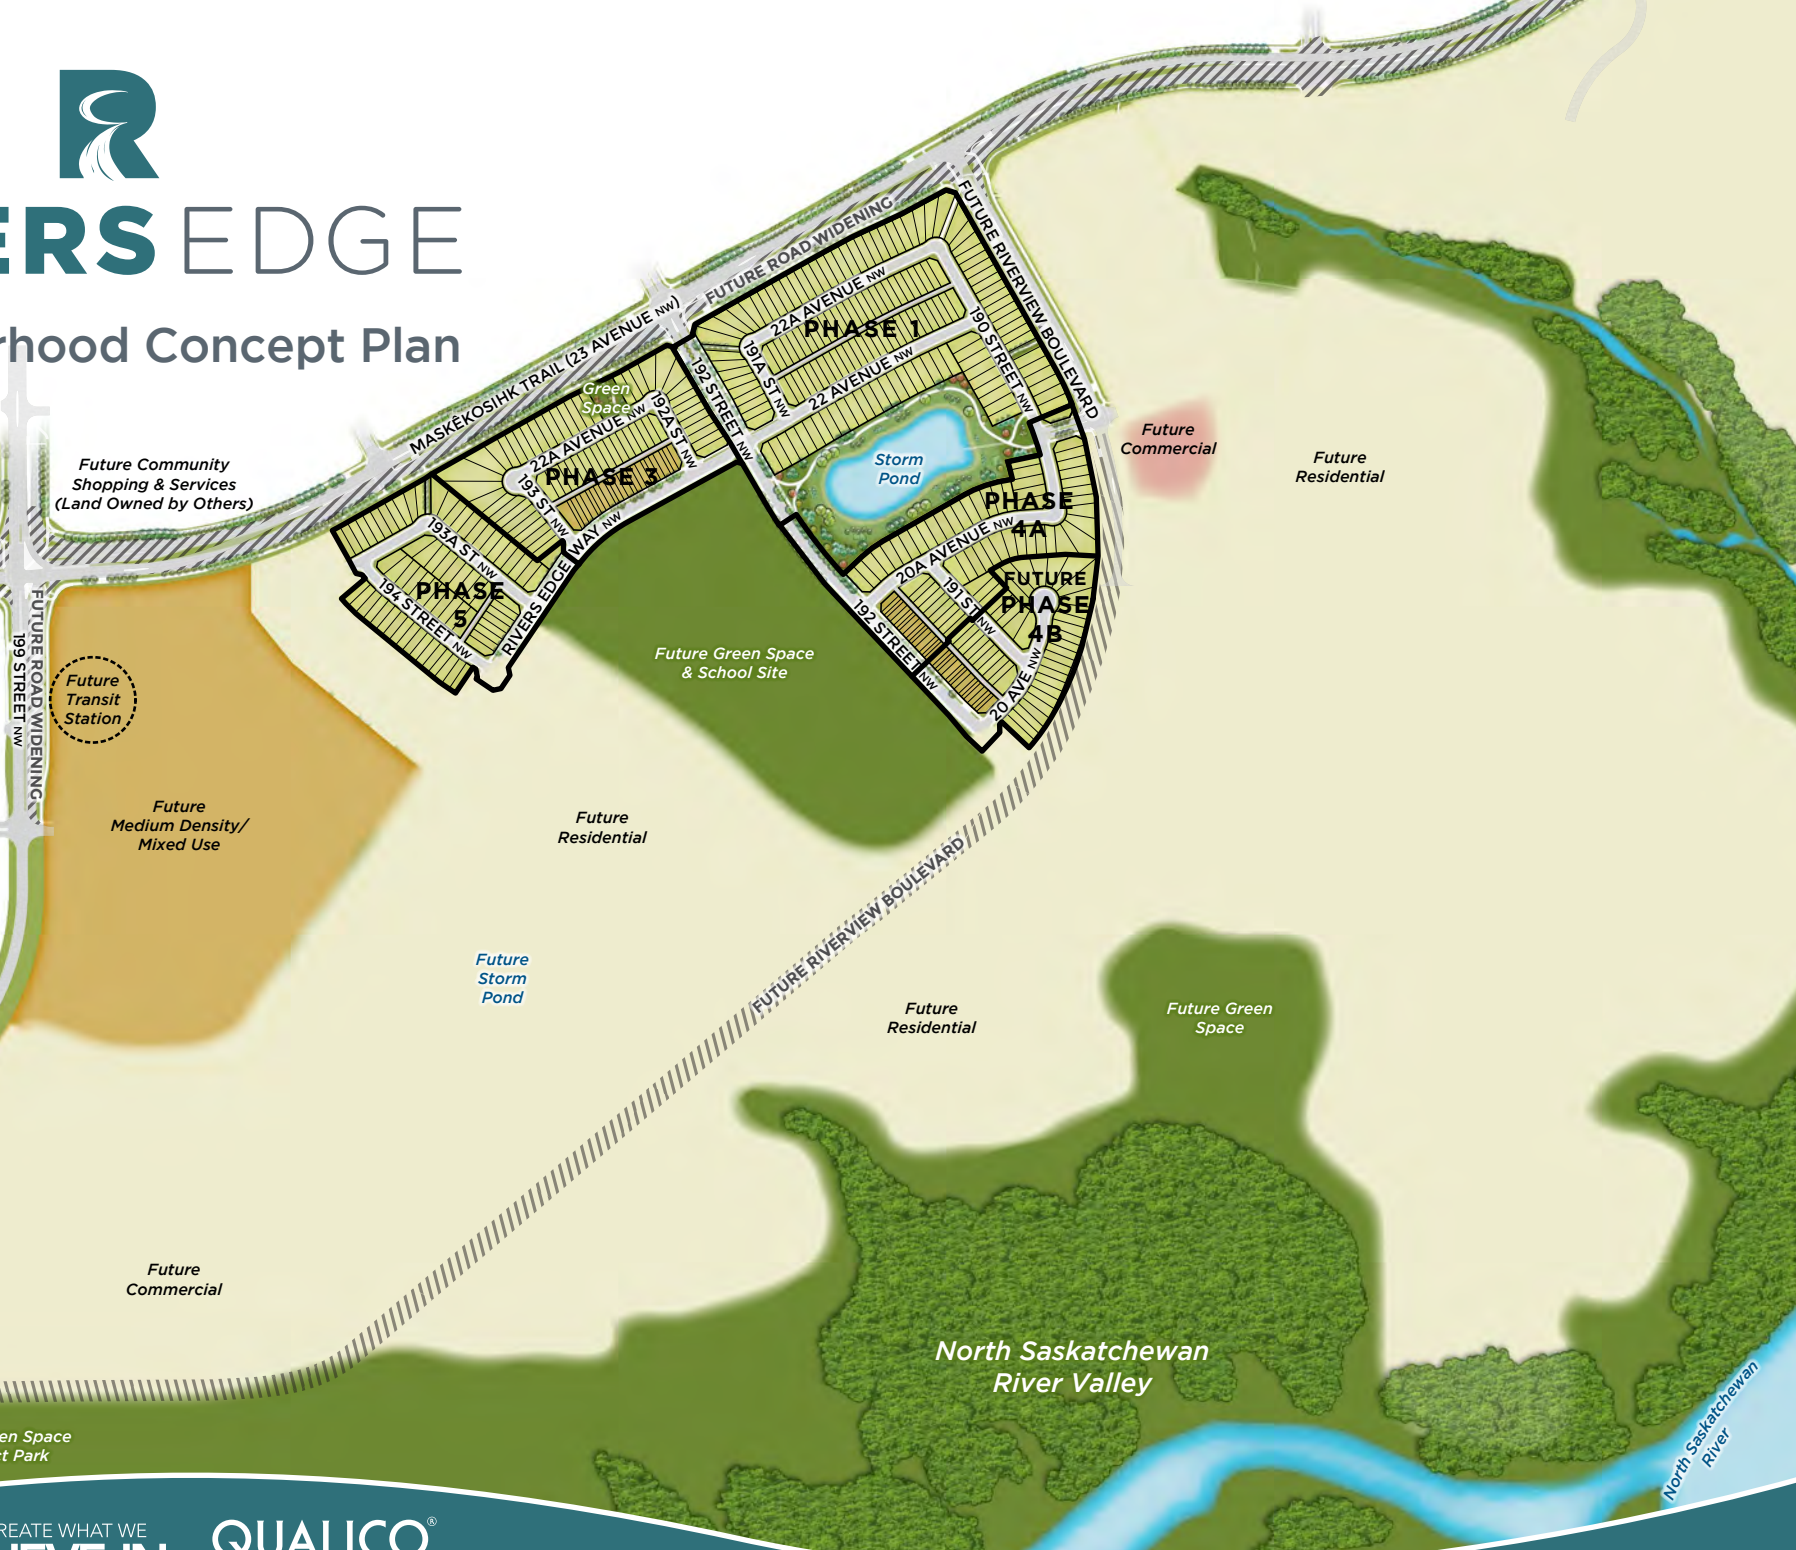 R
ERS EDGE
rhood Concept Plan
MASKÊKOSIHK TRAIL (23 AVENUE NW)
FUTURE ROAD WIDENING
FUTURE RIVERVIEW BOULEVARD
22A AVENUE NW
PHASE 1
191A ST NW
190 STREET NW
22 AVENUE NW
192 STREET NW
Green
Space
22A AVENUE NW
192A ST NW
PHASE 3
193 ST NW
RIVERS EDGE WAY NW
193A ST NW
PHASE
5
194 STREET NW
Storm
Pond
PHASE
4A
20A AVENUE NW
191 ST NW
FUTURE
PHASE
4B
192 STREET NW
20 AVE NW
Future
Commercial
Future
Residential
Future Community
Shopping & Services
(Land Owned by Others)
FUTURE ROAD WIDENING
199 STREET NW
Future
Transit
Station
Future Green Space
& School Site
Future
Medium Density/
Mixed Use
Future
Residential
FUTURE RIVERVIEW BOULEVARD
Future
Storm
Pond
Future
Residential
Future Green
Space
Future
Commercial
North Saskatchewan
River Valley
North Saskatchewan
River
en Space
ct Park
REATE WHAT WE
QUALICO®